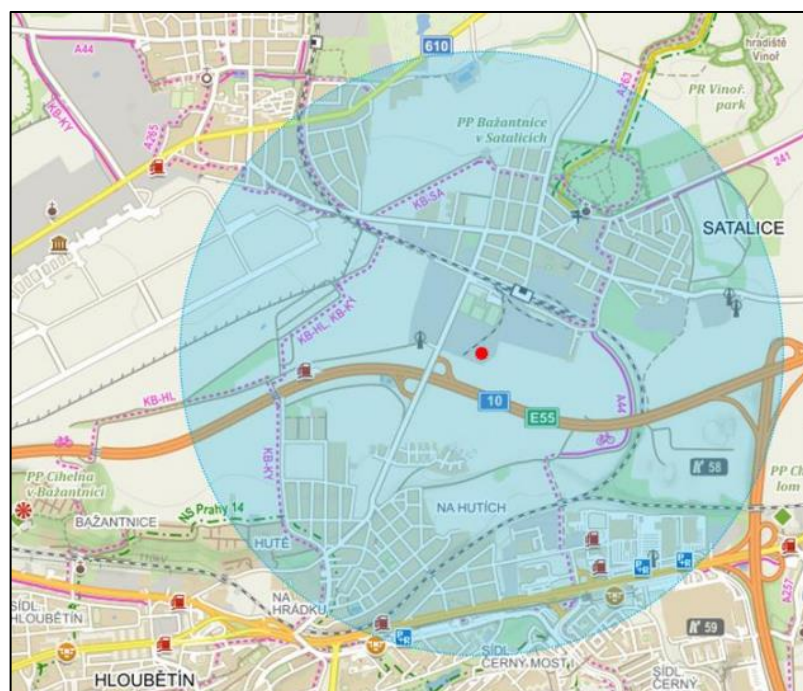 A44
KB-KY
A265
610
PP Bažantnice
v Satalicích
A263
hradiště
Vinoř
PR Vinoř.
park
241
KB-SA
SATALICE
KB-HL, KB-KY
KB-HL
KB-KY
10
E55
A44
58
PP Cihelna
v Bažantnici
BAŽANTNICE
NS Prahy 14
HUTĚ
NA HUTÍCH
PP Ch
lom
P+R
P+R
A257
NA
HRÁDKU
SÍDL.
HLOUBĚTÍN
P+R
59
SÍDL.
ČERNÝ MOST I
SÍDL.
ČERNÝ
HLOUBĚTÍN